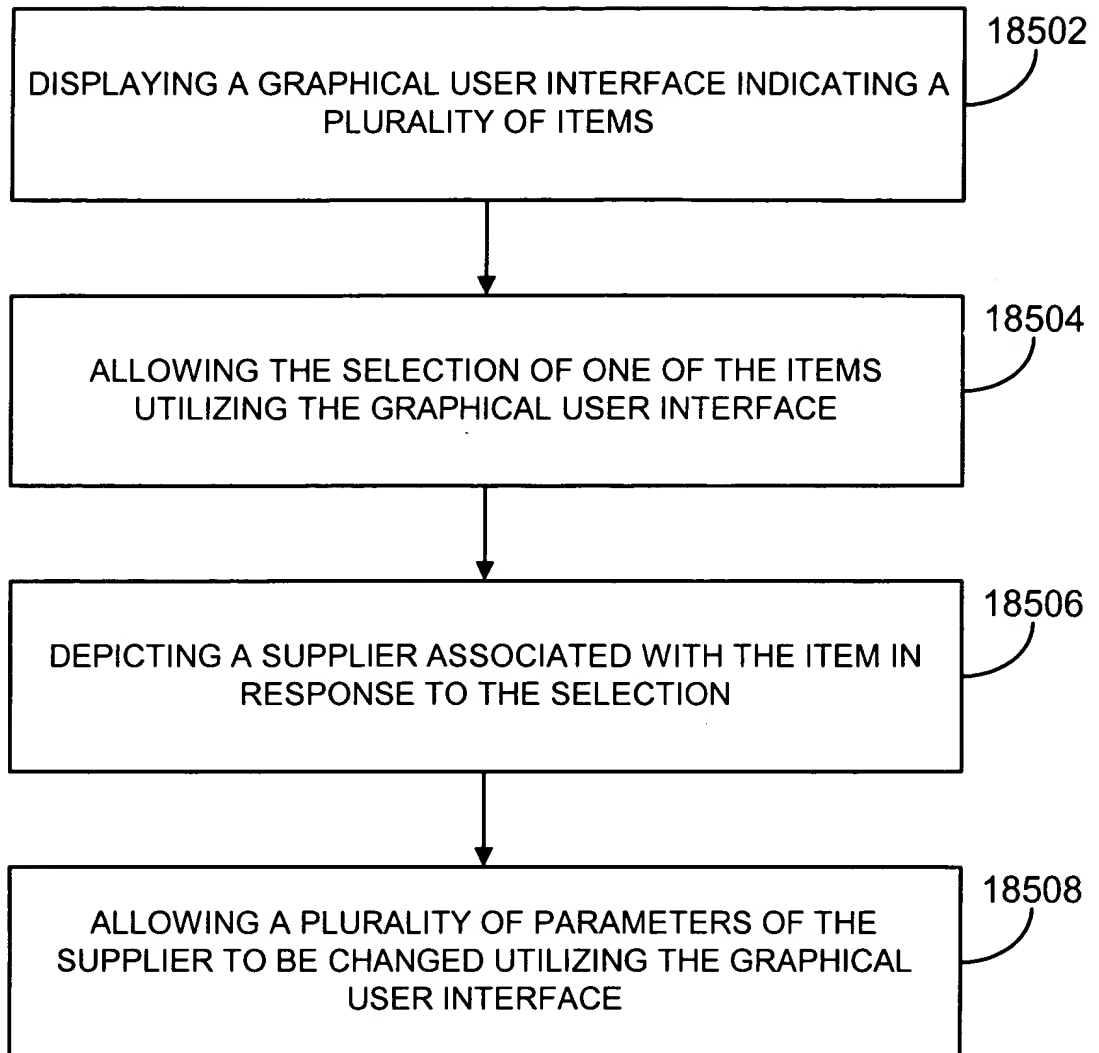 18502
DISPLAYING A GRAPHICAL USER INTERFACE INDICATING A
PLURALITY OF ITEMS
18504
ALLOWING THE SELECTION OF ONE OF THE ITEMS
UTILIZING THE GRAPHICAL USER INTERFACE
18506
DEPICTING A SUPPLIER ASSOCIATED WITH THE ITEM IN
RESPONSE TO THE SELECTION
18508
ALLOWING A PLURALITY OF PARAMETERS OF THE
SUPPLIER TO BE CHANGED UTILIZING THE GRAPHICAL
USER INTERFACE